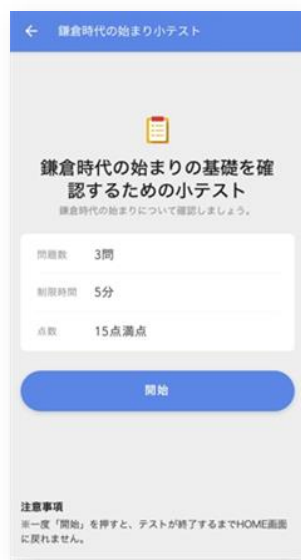 鎌倉時代の始まり小テスト
鎌倉時代の始まりの基礎を確
認するための小テスト
鎌倉時代の始まりについて確認しましょう。
問題数 3問
制限時間 5分
点数 15点満点
開始
注意事項
※一度「開始」を押すと、テストが終了するまでHOME画面
に戻れません。